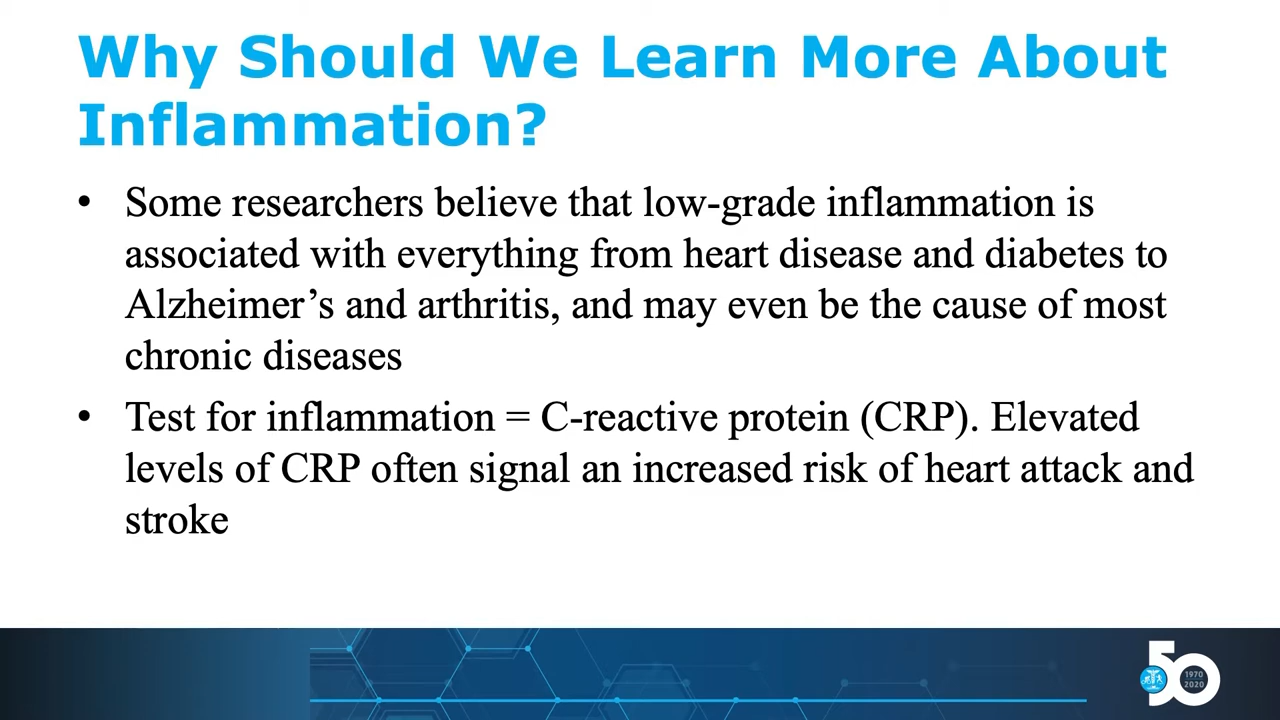 Why Should We Learn More About
Inflammation?
• Some researchers believe that low-grade inflammation is
associated with everything from heart disease and diabetes to
Alzheimer’s and arthritis, and may even be the cause of most
chronic diseases
• Test for inflammation = C-reactive protein (CRP). Elevated
levels of CRP often signal an increased risk of heart attack and
stroke
50
1970
2020